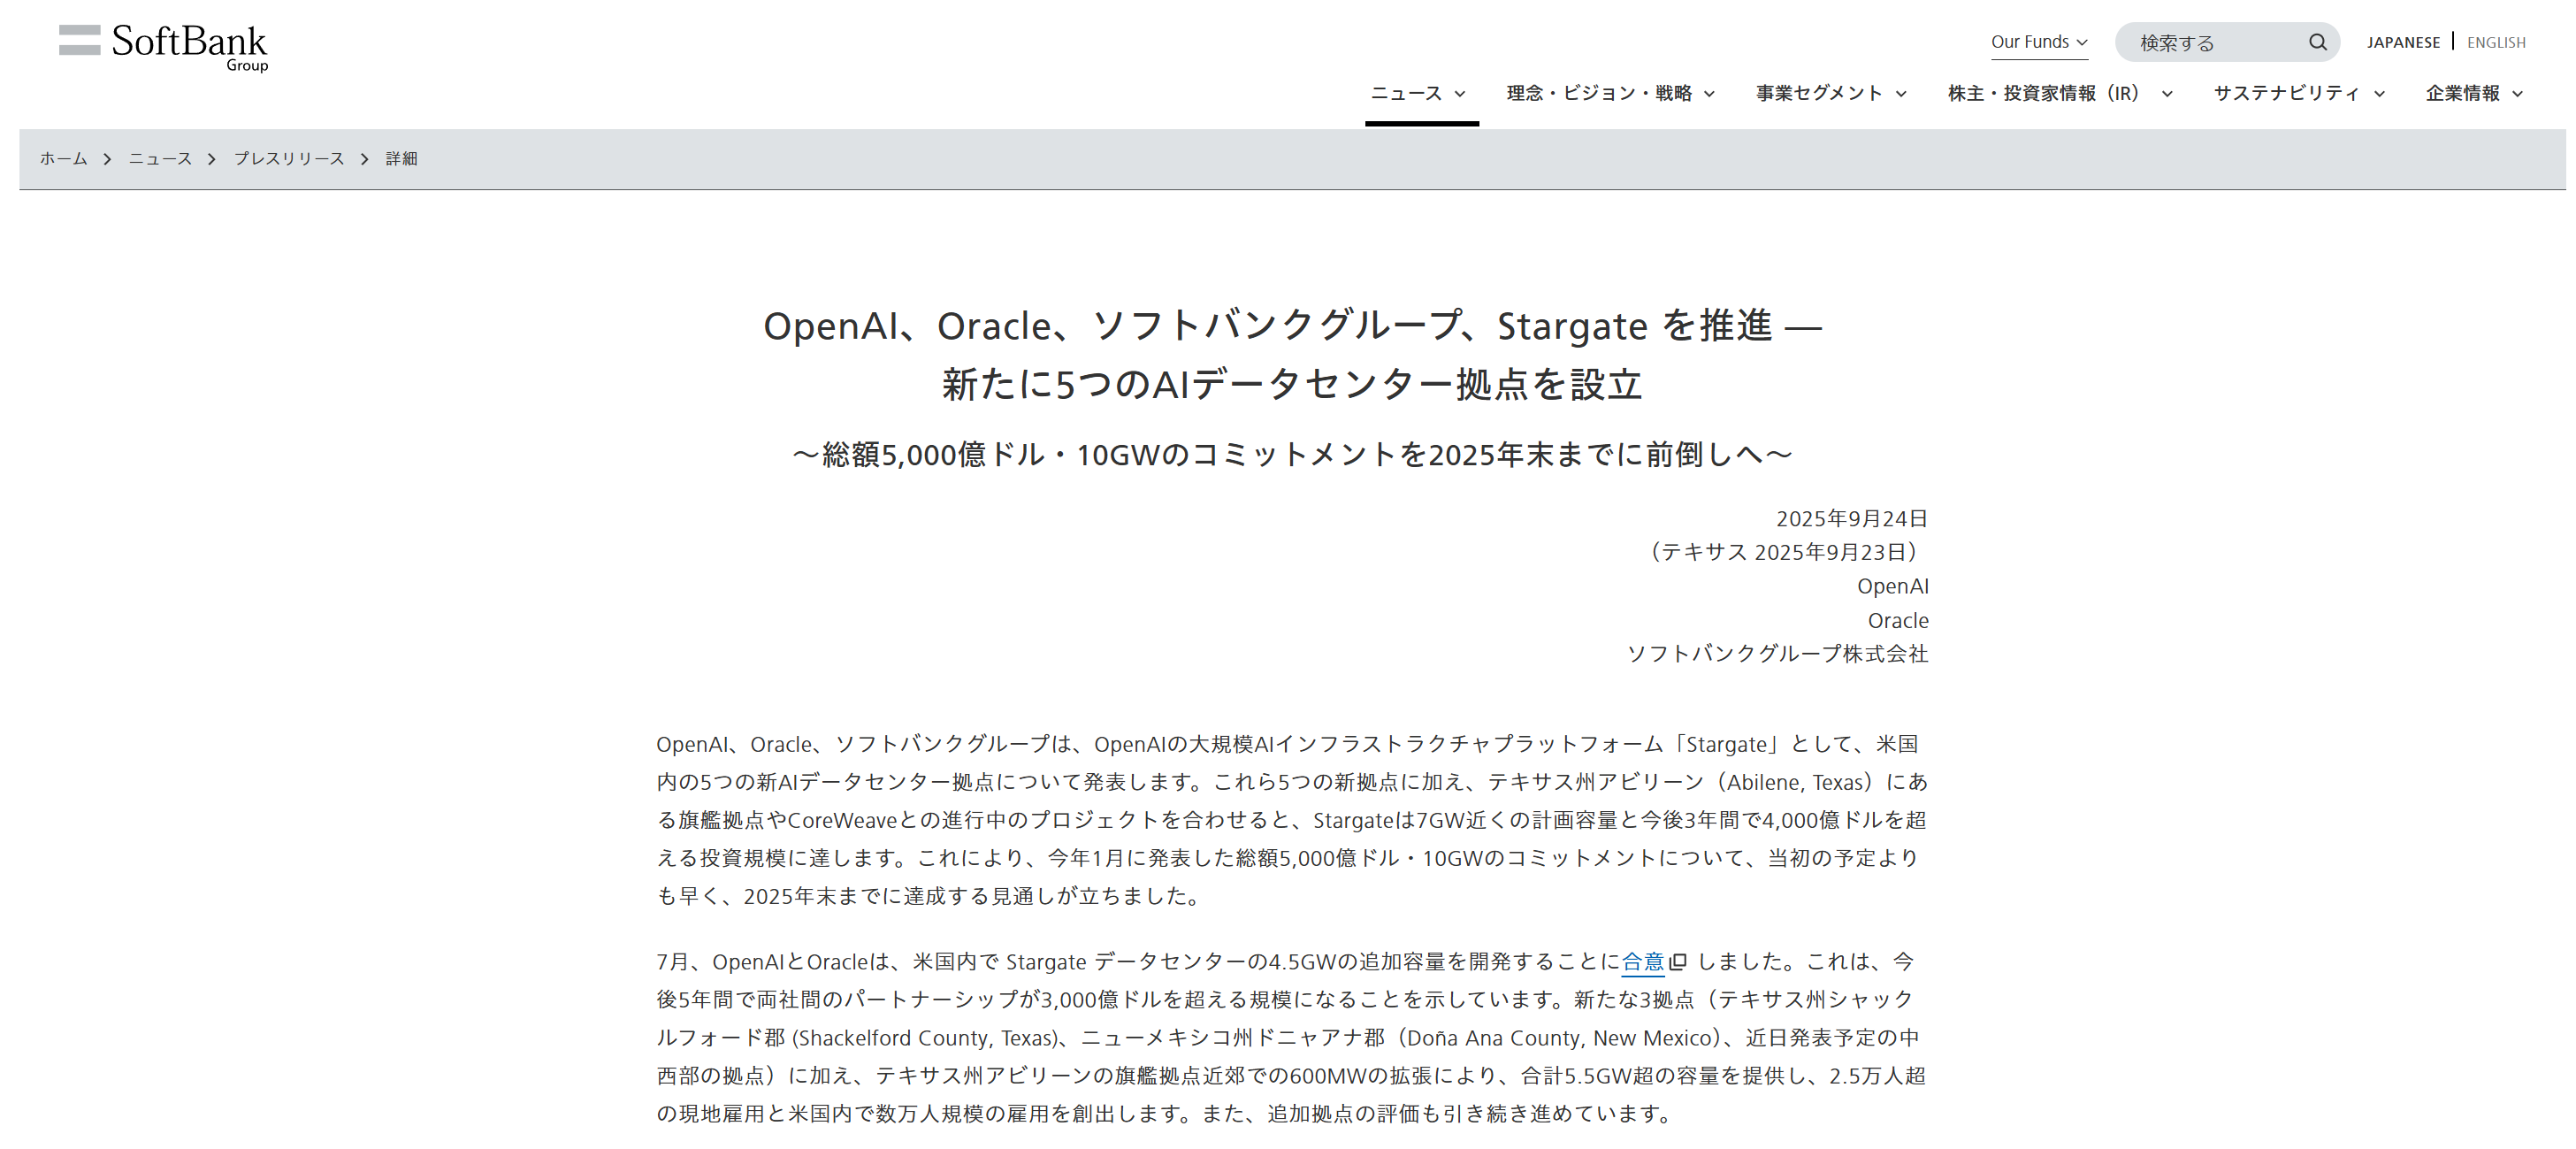 SoftBank
Group
Our Funds
検索する
JAPANESE
ENGLISH
ニュース
理念・ビジョン・戦略
事業セグメント
株主・投資家情報（IR）
サステナビリティ
企業情報
ホーム
ニュース
プレスリリース
詳細
OpenAI、Oracle、ソフトバンクグループ、Stargate を推進 —
新たに5つのAIデータセンター拠点を設立
～総額5,000億ドル・10GWのコミットメントを2025年末までに前倒しへ～
2025年9月24日
（テキサス 2025年9月23日）
OpenAI
Oracle
ソフトバンクグループ株式会社
OpenAI、Oracle、ソフトバンクグループは、OpenAIの大規模AIインフラストラクチャプラットフォーム「Stargate」として、米国
内の5つの新AIデータセンター拠点について発表します。これら5つの新拠点に加え、テキサス州アビリーン（Abilene, Texas）にあ
る旗艦拠点やCoreWeaveとの進行中のプロジェクトを合わせると、Stargateは7GW近くの計画容量と今後3年間で4,000億ドルを超
える投資規模に達します。これにより、今年1月に発表した総額5,000億ドル・10GWのコミットメントについて、当初の予定より
も早く、2025年末までに達成する見通しが立ちました。
7月、OpenAIとOracleは、米国内で Stargate データセンターの4.5GWの追加容量を開発することに合意 しました。これは、今
後5年間で両社間のパートナーシップが3,000億ドルを超える規模になることを示しています。新たな3拠点（テキサス州シャック
ルフォード郡 (Shackelford County, Texas)、ニューメキシコ州ドニャアナ郡（Doña Ana County, New Mexico）、近日発表予定の中
西部の拠点）に加え、テキサス州アビリーンの旗艦拠点近郊での600MWの拡張により、合計5.5GW超の容量を提供し、2.5万人超
の現地雇用と米国内で数万人規模の雇用を創出します。また、追加拠点の評価も引き続き進めています。